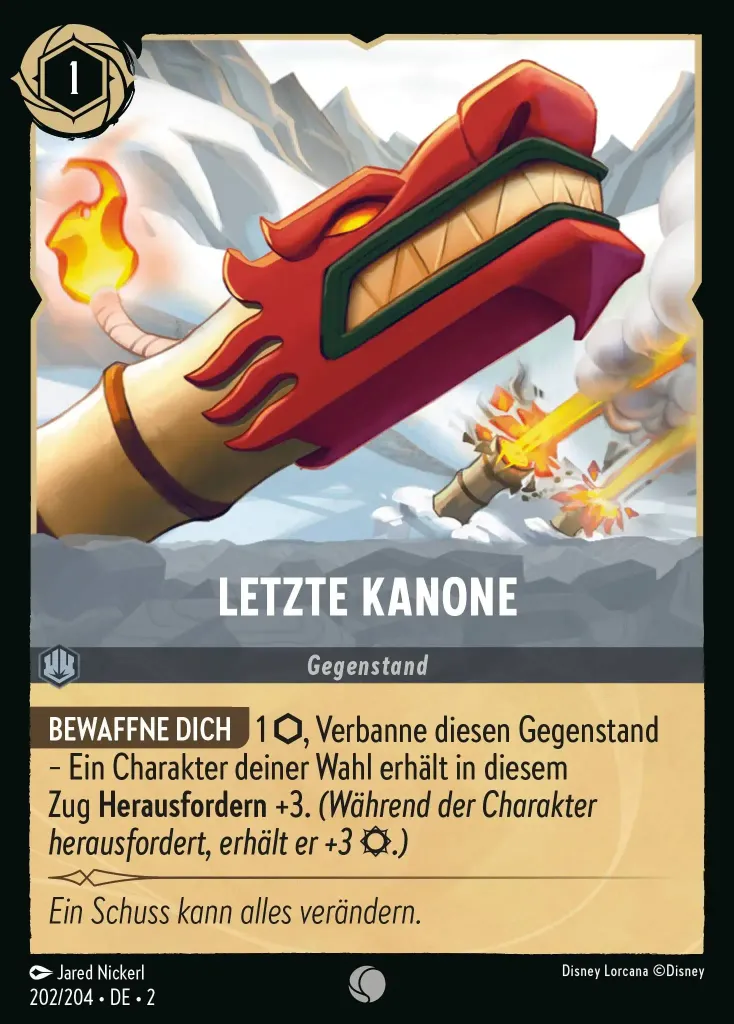 1
LETZTE KANONE
Gegenstand
BEWAFFNE DICH 1 ⬡, Verbanne diesen Gegenstand
– Ein Charakter deiner Wahl erhält in diesem
Zug Herausfordern +3. (Während der Charakter
herausfordert, erhält er +3 ¤.)
Ein Schuss kann alles verändern.
Jared Nickerl
Disney Lorcana ©Disney
202/204 • DE • 2